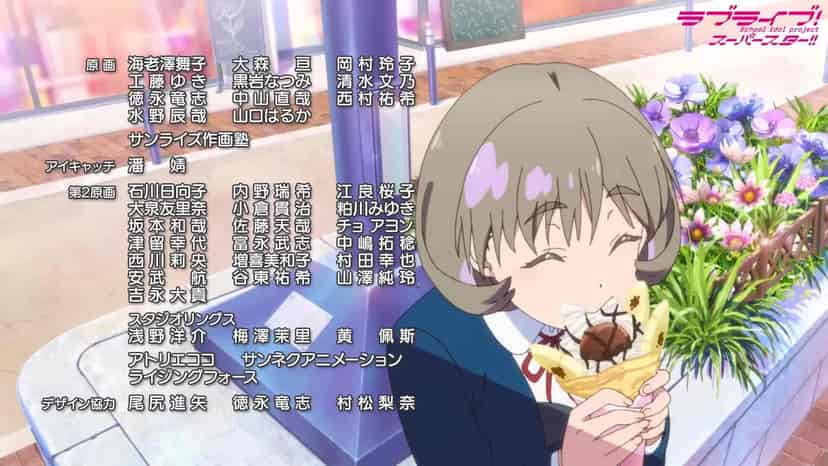 ラブライブ!
School idol project
スーパースター!!
原画 海老澤舞子 大森亘 岡村玲子
工藤ゆき 黒岩なつみ 清水文乃
徳永竜志 中山直哉 西村祐希
水野辰哉 山口はるか
サンライズ作画塾
アイキャッチ 潘婧
第2原画 石川日向子 内野瑞希 江良桜子
大泉友里奈 小倉貫治 粕川みゆき
坂本和哉 佐藤天哉 チョアヨン
津留幸代 富永武志 中嶋拓稔
西川莉央 増喜美和子 村田幸也
安武航 谷東祐希 山澤純玲
吉永大貴
スタジオリングス
浅野洋介 梅澤茉里 黄佩斯
アトリエココ サンネクアニメーション
ライジングフォース
デザイン協力 尾尻進矢 徳永竜志 村松梨奈